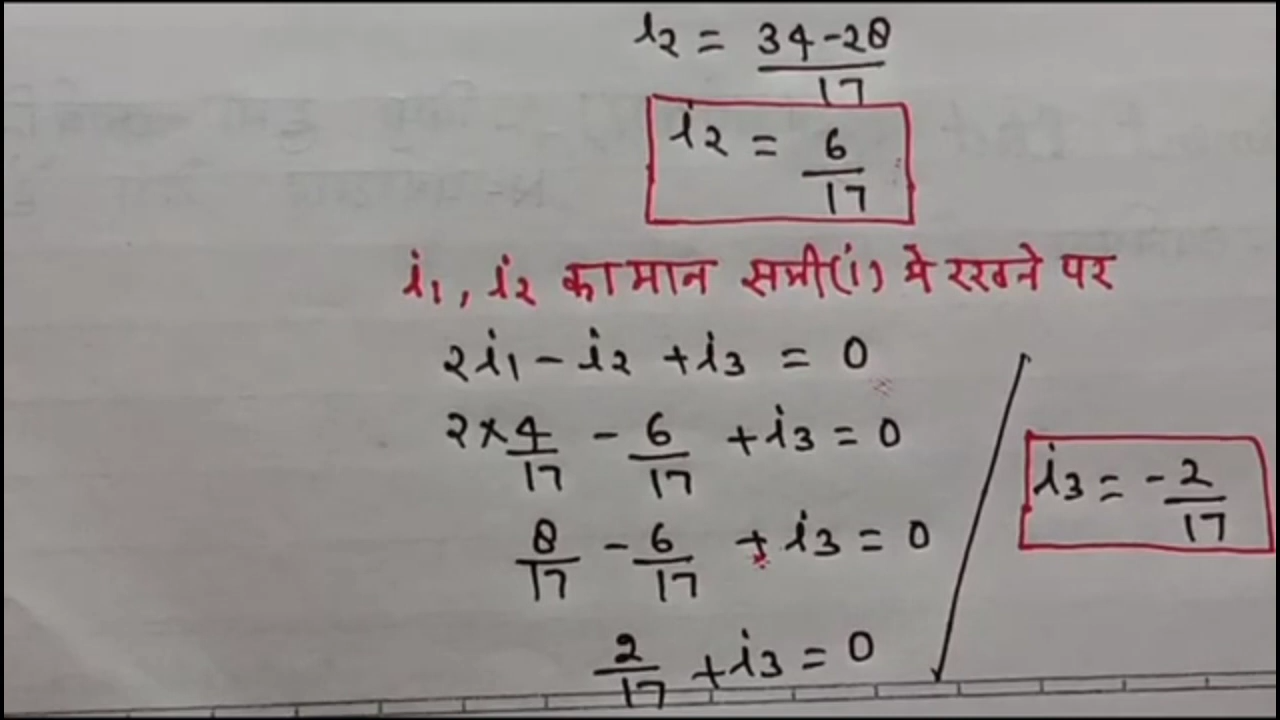 i₂ = 34-28/17
i₂ = 6/17
i₁, i₂ का मान समी(i) मे रखने पर
2i₁ - i₂ + i₃ = 0
2×4/17 - 6/17 + i₃ = 0
8/17 - 6/17 + i₃ = 0
2/17 + i₃ = 0
i₃ = -2/17